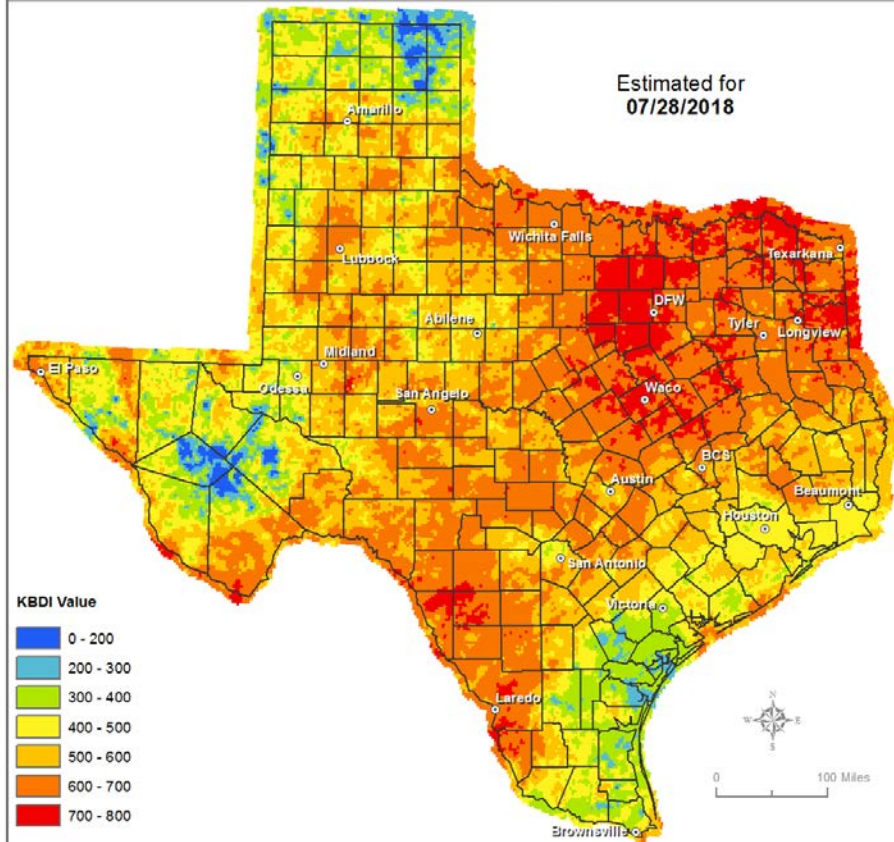 Estimated for
07/28/2018
Amarillo
Wichita Falls
Lubbock
Texarkana
DFW
Abilene
Tyler
Longview
Midland
El Paso
Odessa
San Angelo
Waco
BCS
Austin
Beaumont
Houston
San Antonio
Victoria
Laredo
Brownsville
KBDI Value
0 - 200
200 - 300
300 - 400
400 - 500
500 - 600
600 - 700
700 - 800
N
W E
S
0 100 Miles